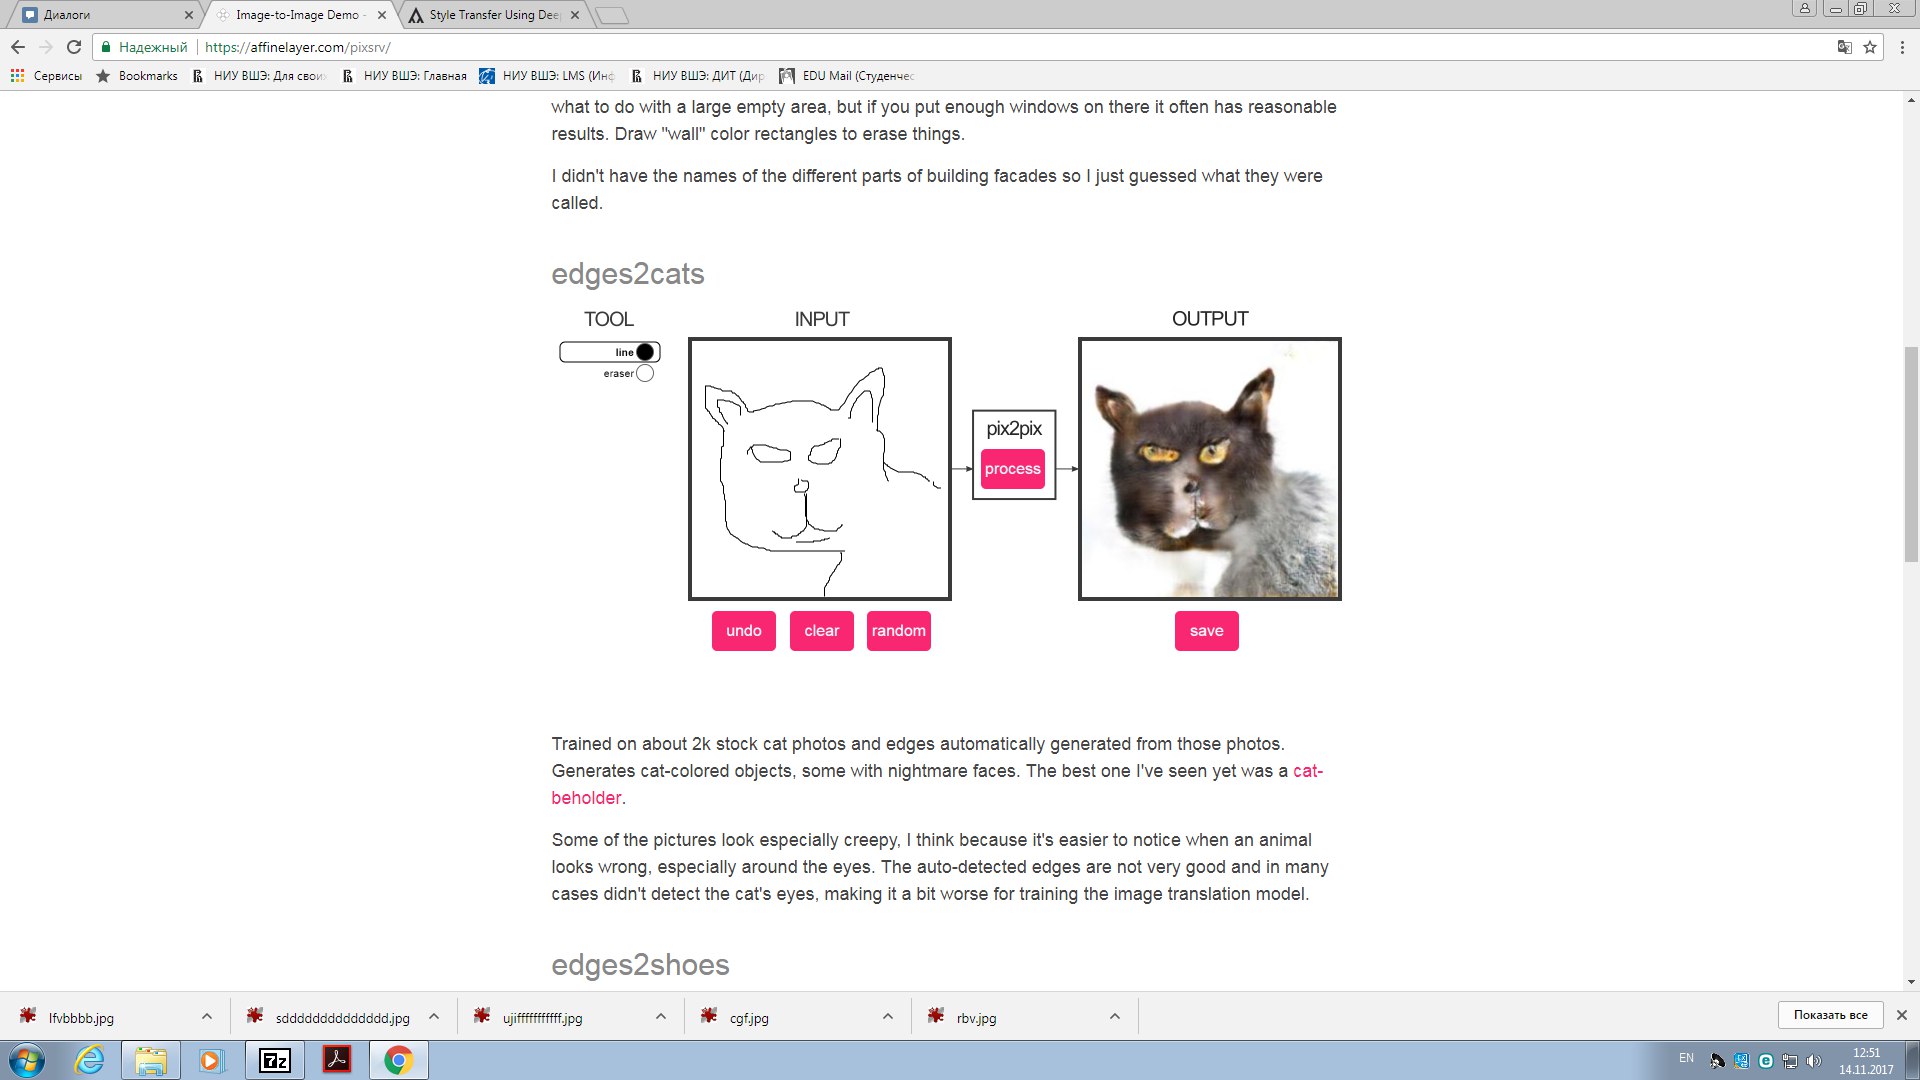 Диалоги
Image-to-Image Demo -
Style Transfer Using Deep
Надежный
https://affinelayer.com/pixsrv/
Сервисы
Bookmarks
НИУ ВШЭ: Для свои
НИУ ВШЭ: Главная
НИУ ВШЭ: LMS (Инф
НИУ ВШЭ: ДИТ (Дир
EDU Mail (Студенчес
what to do with a large empty area, but if you put enough windows on there it often has reasonable
results. Draw "wall" color rectangles to erase things.
I didn't have the names of the different parts of building facades so I just guessed what they were
called.
edges2cats
TOOL
INPUT
OUTPUT
line
eraser
pix2pix
process
undo
clear
random
save
Trained on about 2k stock cat photos and edges automatically generated from those photos.
Generates cat-colored objects, some with nightmare faces. The best one I've seen yet was a cat-
beholder.
Some of the pictures look especially creepy, I think because it's easier to notice when an animal
looks wrong, especially around the eyes. The auto-detected edges are not very good and in many
cases didn't detect the cat's eyes, making it a bit worse for training the image translation model.
edges2shoes
lfvbbbb.jpg
cgf.jpg
rbv.jpg
Показать все
7z
EN
12:51
14.11.2017